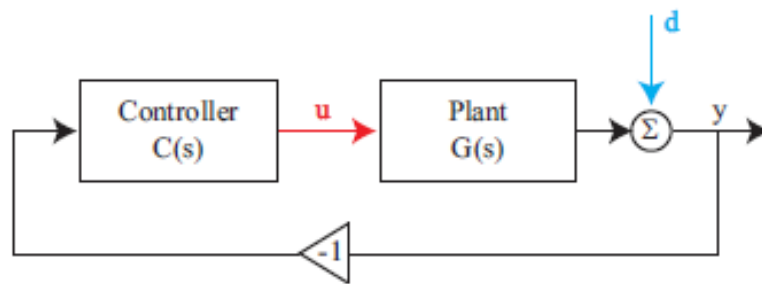 d
Controller
C(s)
u
Plant
G(s)
Σ
y
-1